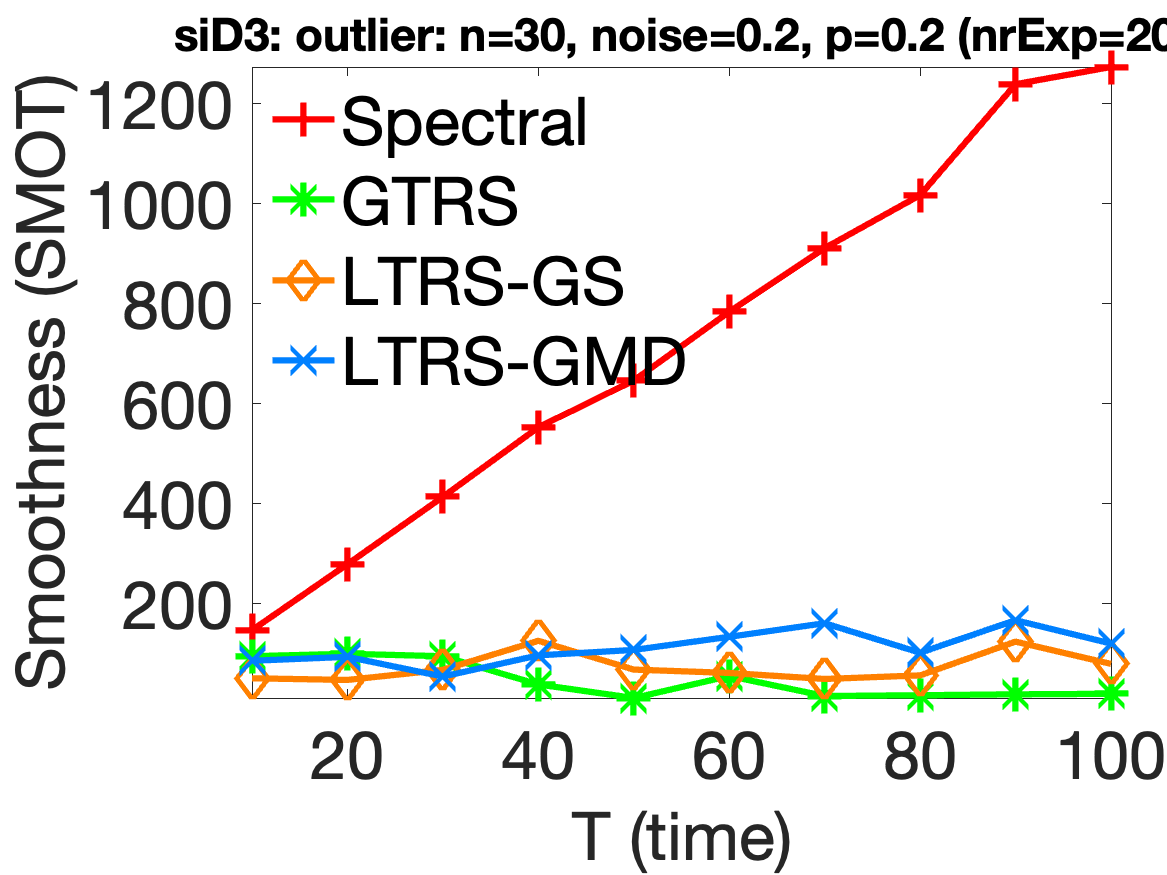 siD3: outlier: n=30, noise=0.2, p=0.2 (nrExp=20
Smoothness (SMOT)
1200
1000
800
600
400
200
Spectral
GTRS
LTRS-GS
LTRS-GMD
20 40 60 80 100
T (time)